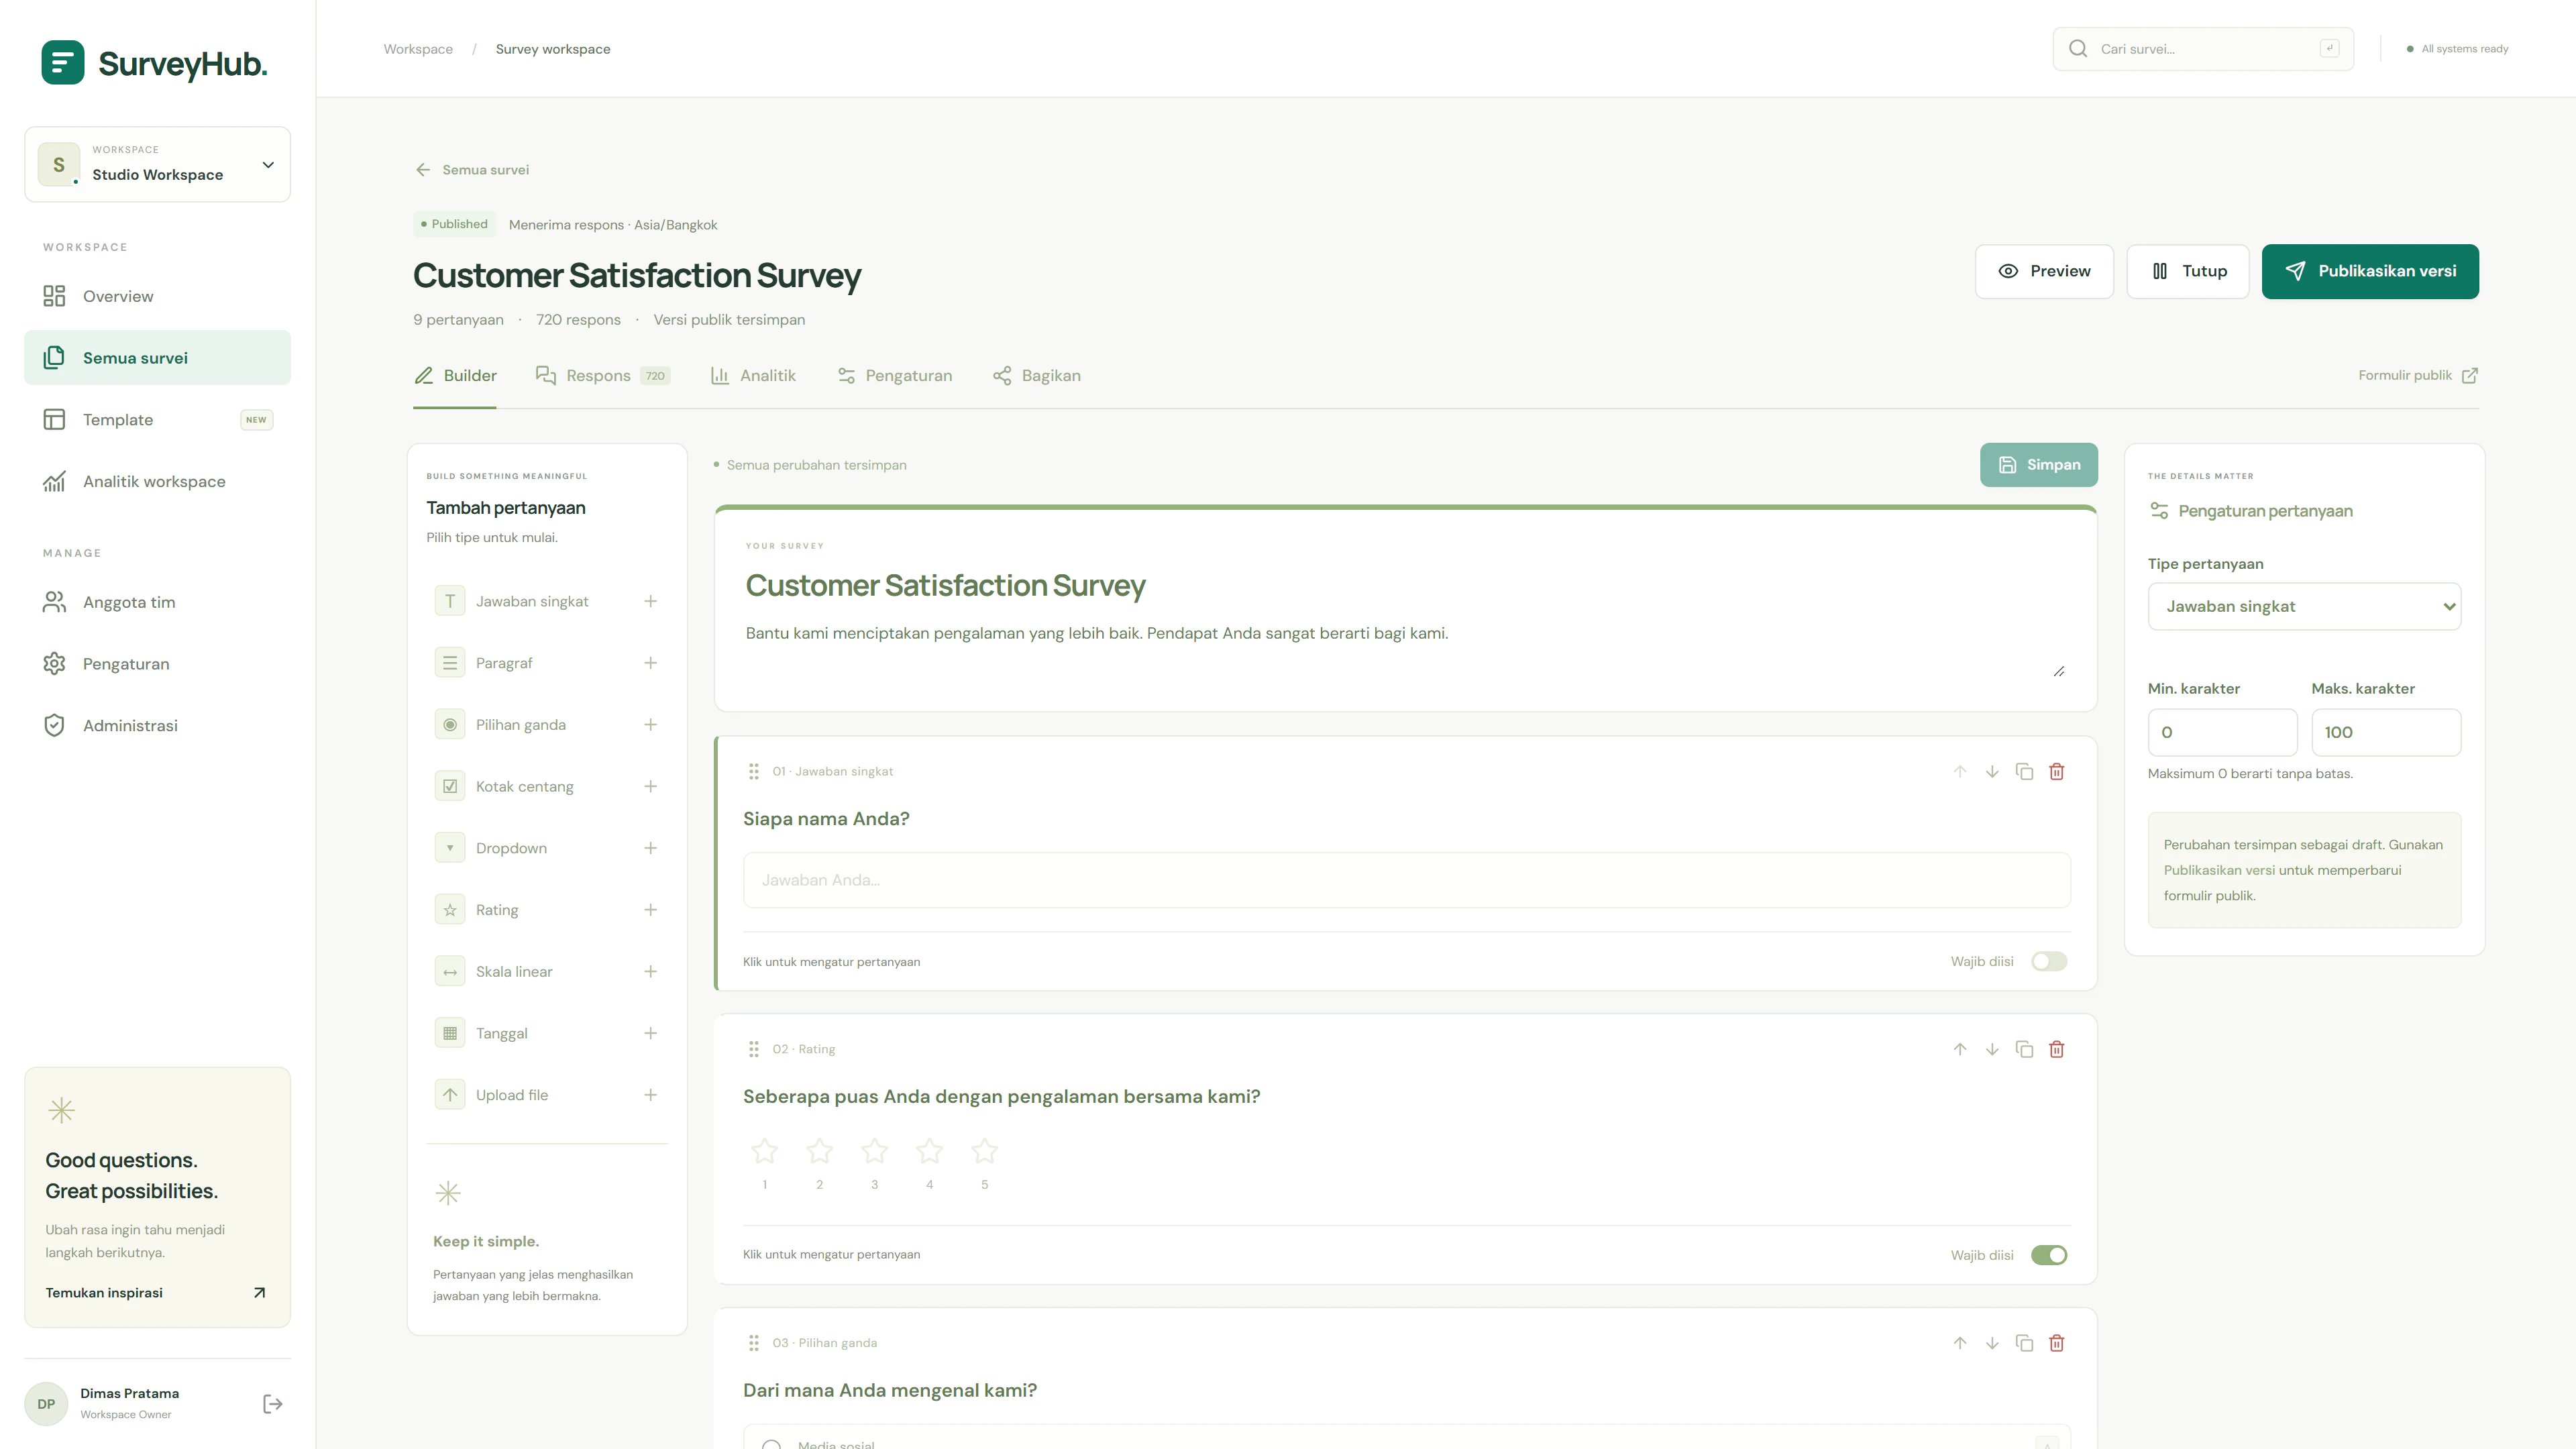 SurveyHub.
S
WORKSPACE
Studio Workspace
WORKSPACE
Overview
Semua survei
Template
NEW
Analitik workspace
MANAGE
Anggota tim
Pengaturan
Administrasi
Good questions.
Great possibilities.
Ubah rasa ingin tahu menjadi
langkah berikutnya.
Temukan inspirasi
DP
Dimas Pratama
Workspace Owner
Workspace / Survey workspace
Cari survei...
All systems ready
Semua survei
Published
Menerima respons · Asia/Bangkok
Customer Satisfaction Survey
9 pertanyaan · 720 respons · Versi publik tersimpan
Preview
Tutup
Publikasikan versi
Builder
Respons 720
Analitik
Pengaturan
Bagikan
Formulir publik
BUILD SOMETHING MEANINGFUL
Tambah pertanyaan
Pilih tipe untuk mulai.
T Jawaban singkat
Paragraf
Pilihan ganda
Kotak centang
Dropdown
Rating
Skala linear
Tanggal
Upload file
Keep it simple.
Pertanyaan yang jelas menghasilkan
jawaban yang lebih bermakna.
Semua perubahan tersimpan
Simpan
YOUR SURVEY
Customer Satisfaction Survey
Bantu kami menciptakan pengalaman yang lebih baik. Pendapat Anda sangat berarti bagi kami.
01 · Jawaban singkat
Siapa nama Anda?
Jawaban Anda...
Klik untuk mengatur pertanyaan
Wajib diisi
02 · Rating
Seberapa puas Anda dengan pengalaman bersama kami?
1 2 3 4 5
Klik untuk mengatur pertanyaan
Wajib diisi
03 · Pilihan ganda
Dari mana Anda mengenal kami?
Media sosial
THE DETAILS MATTER
Pengaturan pertanyaan
Tipe pertanyaan
Jawaban singkat
Min. karakter
Maks. karakter
0
100
Maksimum 0 berarti tanpa batas.
Perubahan tersimpan sebagai draft. Gunakan
Publikasikan versi untuk memperbarui
formulir publik.